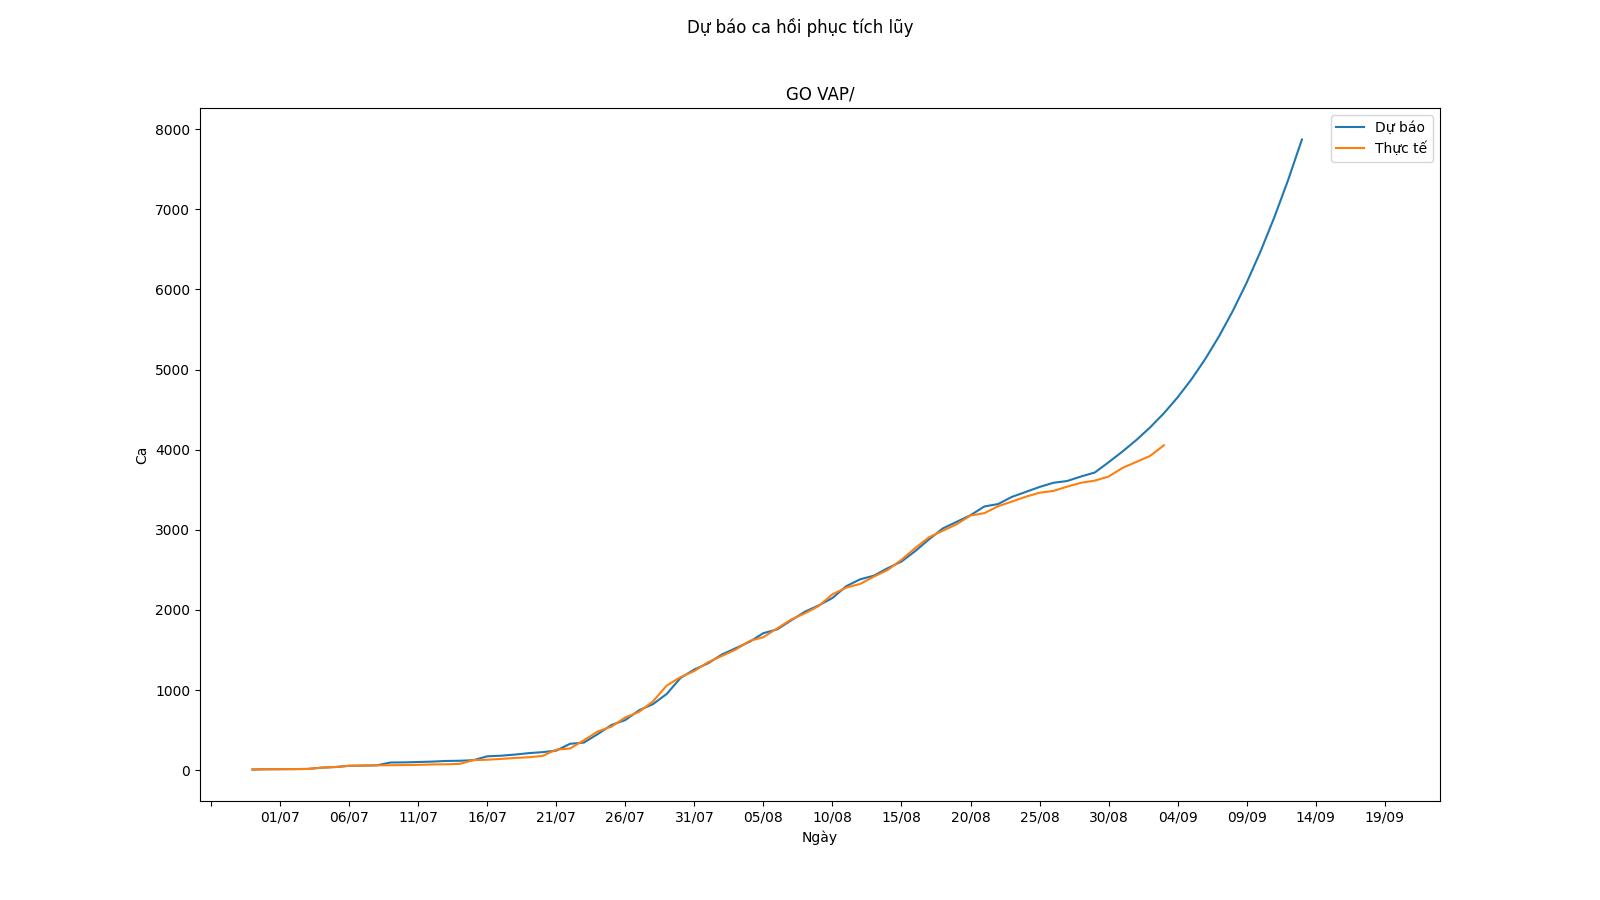 Dự báo ca hồi phục tích lũy
GO VAP/
Dự báo
Thực tế
8000
7000
6000
5000
4000
3000
2000
1000
0
Ca
01/07 06/07 11/07 16/07 21/07 26/07 31/07 05/08 10/08 15/08 20/08 25/08 30/08 04/09 09/09 14/09 19/09
Ngày